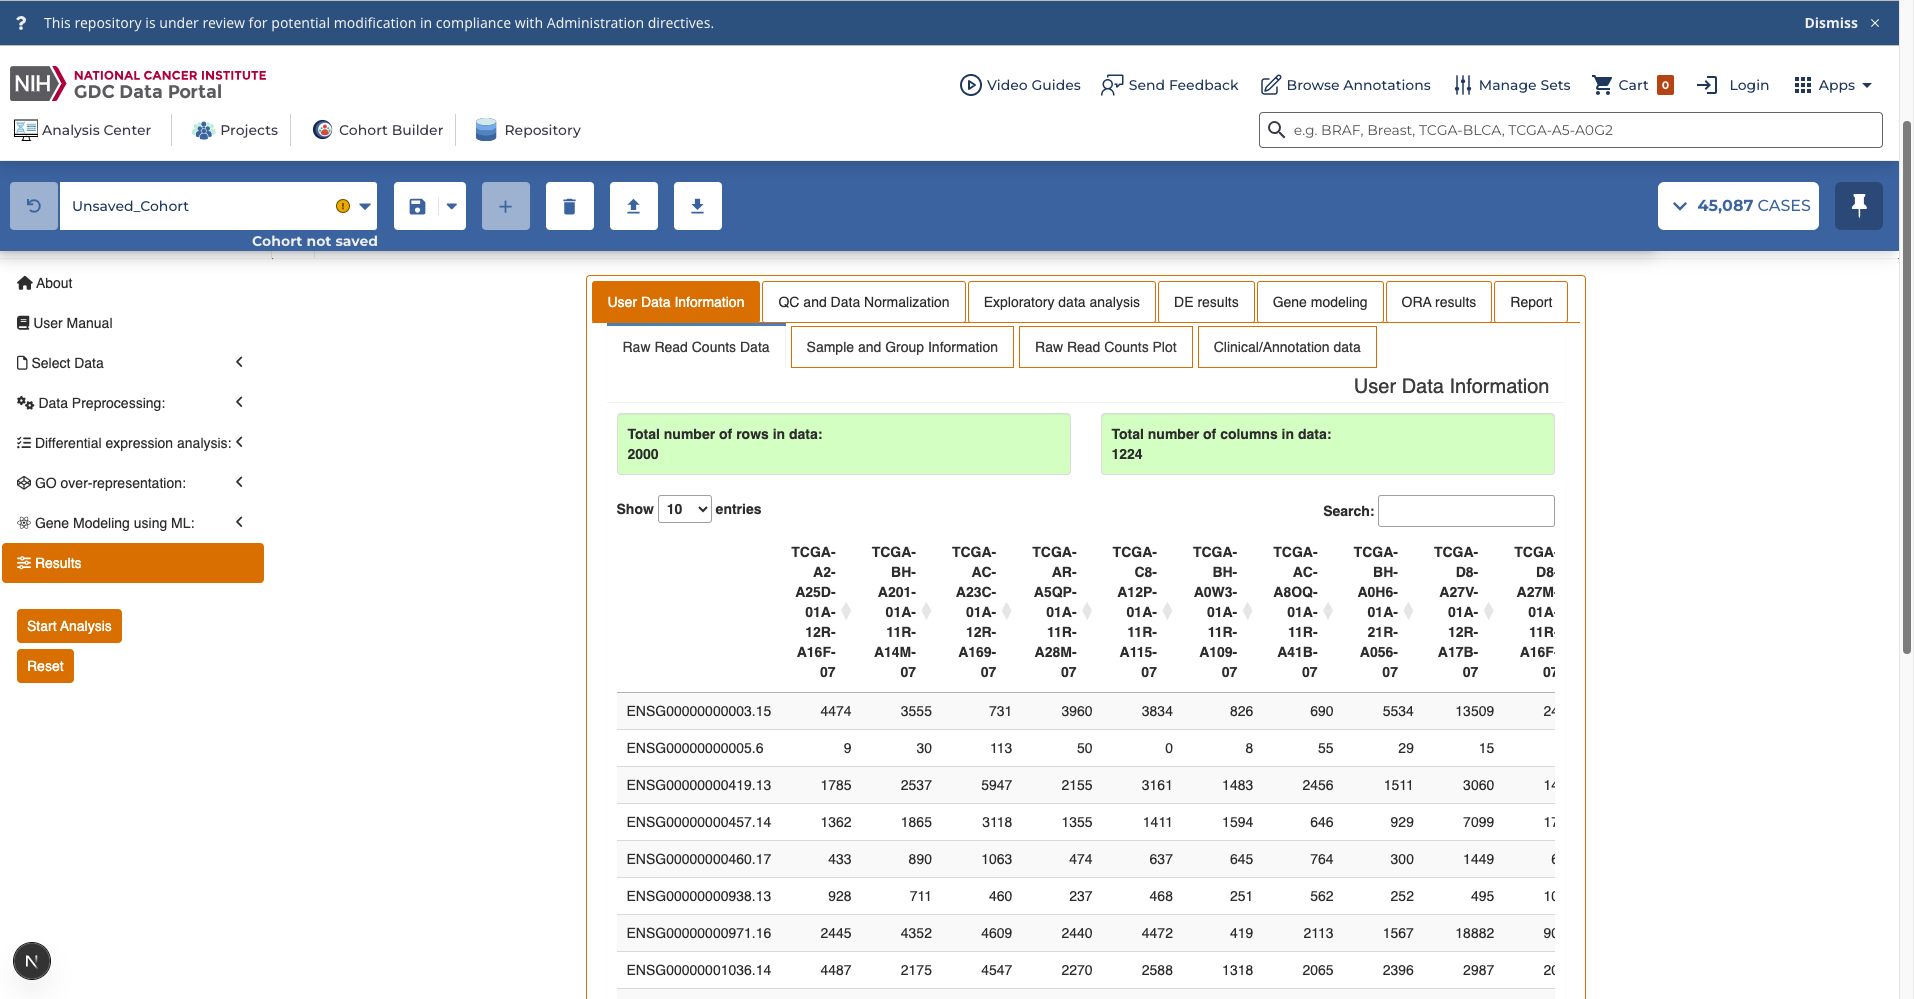 This repository is under review for potential modification in compliance with Administration directives.
Dismiss ×
NIH NATIONAL CANCER INSTITUTE
GDC Data Portal
Video Guides Send Feedback Browse Annotations Manage Sets Cart 0 Login Apps
Analysis Center Projects Cohort Builder Repository
e.g. BRAF, Breast, TCGA-BLCA, TCGA-A5-A0G2
Unsaved_Cohort
45,087 CASES
Cohort not saved
About
User Manual
Select Data
Data Preprocessing:
Differential expression analysis:
GO over-representation:
Gene Modeling using ML:
Results
Start Analysis
Reset
User Data Information QC and Data Normalization Exploratory data analysis DE results Gene modeling ORA results Report
Raw Read Counts Data Sample and Group Information Raw Read Counts Plot Clinical/Annotation data
User Data Information
Total number of rows in data:
2000
Total number of columns in data:
1224
Show 10 entries
Search:
TCGA- TCGA- TCGA- TCGA- TCGA- TCGA- TCGA- TCGA- TCGA- TCGA-
A2- BH- AC- AR- C8- BH- AC- BH- D8- D8-
A25D- A201- A23C- A5QP- A12P- A0W3- A8OQ- A0H6- A27V- A27M-
01A- 01A- 01A- 01A- 01A- 01A- 01A- 01A- 01A- 01A-
12R- 11R- 12R- 11R- 11R- 11R- 11R- 21R- 12R- 11R-
A16F- A14M- A169- A28M- A115- A109- A41B- A056- A17B- A16F-
07 07 07 07 07 07 07 07 07 07
ENSG00000000003.15 4474 3555 731 3960 3834 826 690 5534 13509
ENSG00000000005.6 9 30 113 50 0 8 55 29 15
ENSG00000000419.13 1785 2537 5947 2155 3161 1483 2456 1511 3060
ENSG00000000457.14 1362 1865 3118 1355 1411 1594 646 929 7099
ENSG00000000460.17 433 890 1063 474 637 645 764 300 1449
ENSG00000000938.13 928 711 460 237 468 251 562 252 495
ENSG00000000971.16 2445 4352 4609 2440 4472 419 2113 1567 18882
ENSG00000001036.14 4487 2175 4547 2270 2588 1318 2065 2396 2987
N